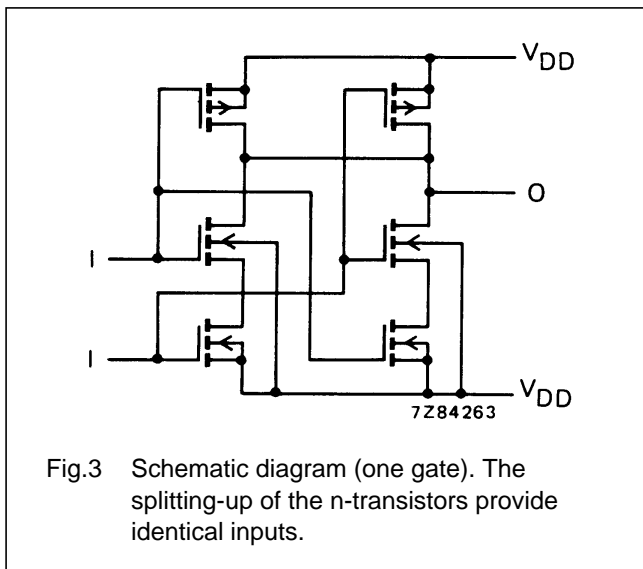 VDD
O
I
I
VDD
7Z84263
Fig.3 Schematic diagram (one gate). The
splitting-up of the n-transistors provide
identical inputs.